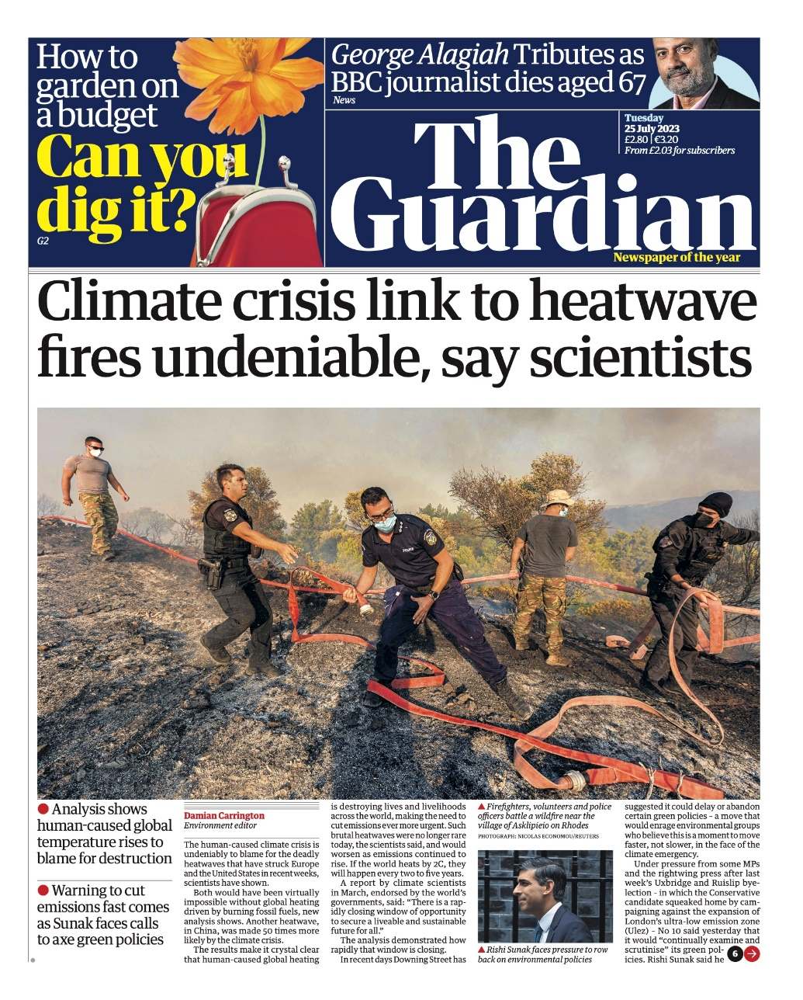 How to
garden on
a budget
Can you
dig it?
G2
George Alagiah Tributes as
BBC journalist dies aged 67
News
Tuesday
25 July 2023
£2.80 | €3.20
From £2.03 for subscribers
The
Guardian
Newspaper of the year
Climate crisis link to heatwave
fires undeniable, say scientists
POLICE
● Analysis shows
human-caused global
temperature rises to
blame for destruction
● Warning to cut
emissions fast comes
as Sunak faces calls
to axe green policies
Damian Carrington
Environment editor
The human-caused climate crisis is
undeniably to blame for the deadly
heatwaves that have struck Europe
and the United States in recent weeks,
scientists have shown.
Both would have been virtually
impossible without global heating
driven by burning fossil fuels, new
analysis shows. Another heatwave,
in China, was made 50 times more
likely by the climate crisis.
The results make it crystal clear
that human-caused global heating
is destroying lives and livelihoods
across the world, making the need to
cut emissions ever more urgent. Such
brutal heatwaves were no longer rare
today, the scientists said, and would
worsen as emissions continued to
rise. If the world heats by 2C, they
will happen every two to five years.
A report by climate scientists
in March, endorsed by the world's
governments, said: “There is a rap-
idly closing window of opportunity
to secure a liveable and sustainable
future for all.”
The analysis demonstrated how
rapidly that window is closing.
In recent days Downing Street has
▲ Firefighters, volunteers and police
officers battle a wildfire near the
village of Asklipieio on Rhodes
PHOTOGRAPH: NICOLAS ECONOMOU/REUTERS
▲ Rishi Sunak faces pressure to row
back on environmental policies
suggested it could delay or abandon
certain green policies – a move that
would enrage environmental groups
who believe this is a moment to move
faster, not slower, in the face of the
climate emergency.
Under pressure from some MPs
and the rightwing press after last
week's Uxbridge and Ruislip bye-
lection – in which the Conservative
candidate squeaked home by cam-
paigning against the expansion of
London's ultra-low emission zone
(Ulez) – No 10 said yesterday that
it would “continually examine and
scrutinise” its green pol-
icies. Rishi Sunak said he
6 →